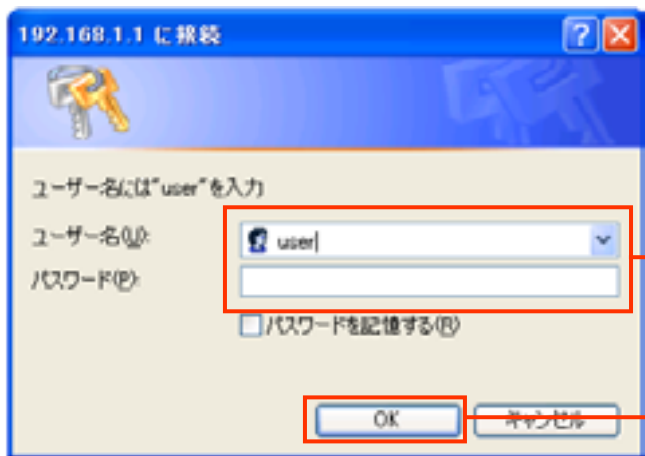 192.168.1.1 に接続
ユーザー名には"user"を入力
ユーザー名(U):
user
パスワード(P):
パスワードを記憶する(R)
OK
キャンセル